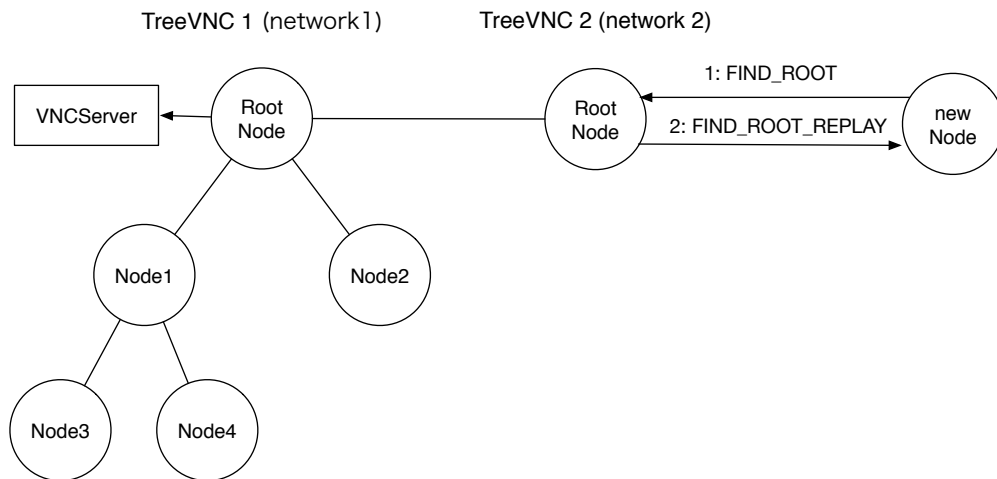 TreeVNC 1 (network1)
TreeVNC 2 (network 2)
1: FIND_ROOT
VNCServer
Root
Node
Root
Node
new
Node
2: FIND_ROOT_REPLAY
Node1
Node2
Node3
Node4